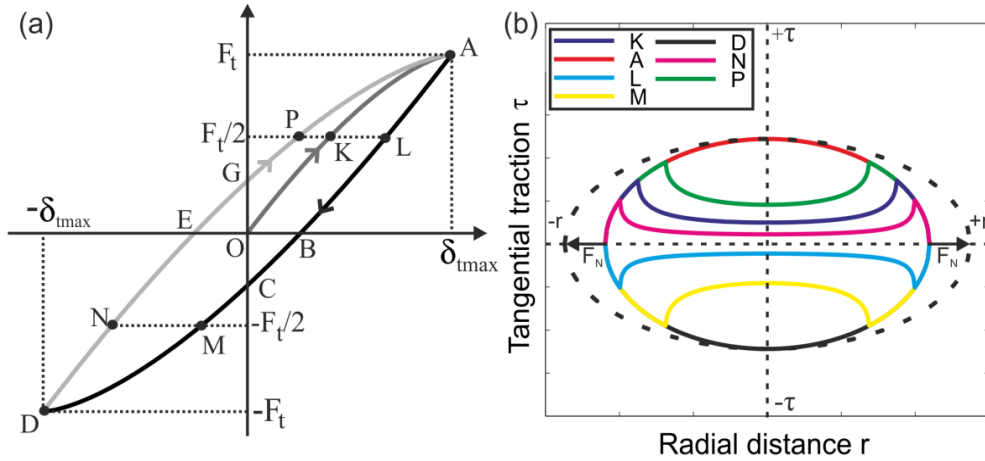 (a)
F_t
A
P
F_t/2
K
L
G
-δ_tmax
E
O
B
δ_tmax
C
N
-F_t/2
M
D
-F_t
(b)
K D
A N
L P
M
+τ
-r
+r
F_N
F_N
-τ
Tangential traction τ
Radial distance r